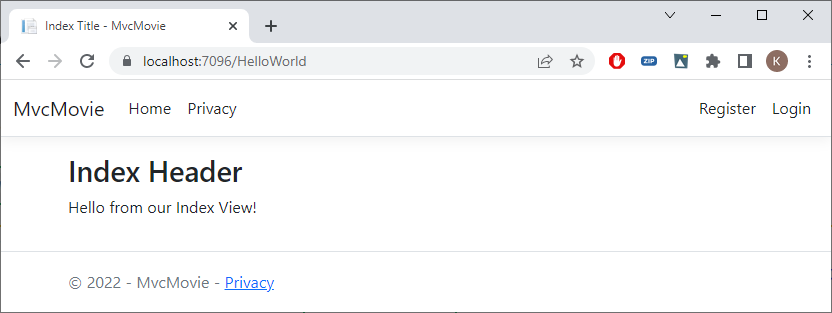 Index Title - MvcMovie
localhost:7096/HelloWorld
ZIP
K
MvcMovie Home Privacy Register Login
Index Header
Hello from our Index View!
© 2022 - MvcMovie - Privacy